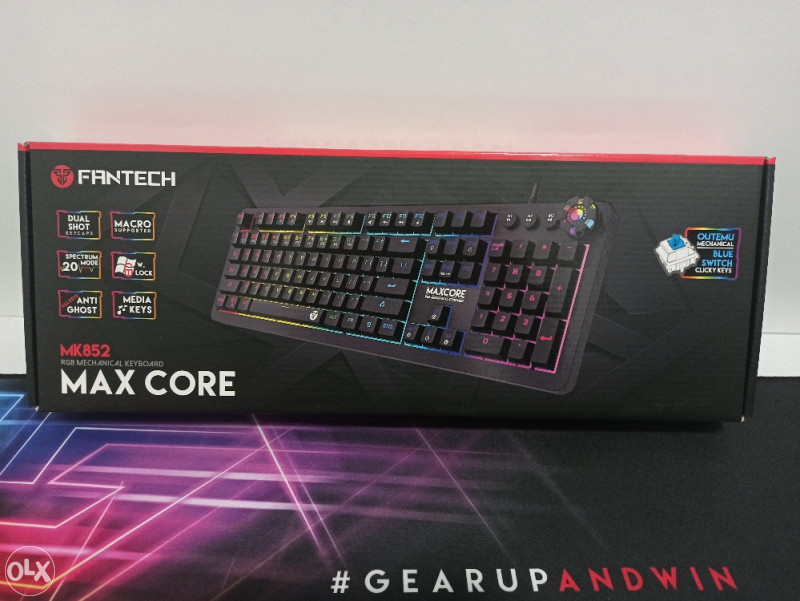 FANTECH
DUAL
SHOT
KEYCAPS
MACRO
SUPPORTED
SPECTRUM
20 MODE
W.
LOCK
ANTI
GHOST
MEDIA
KEYS
MK852
RGB MECHANICAL KEYBOARD
MAX CORE
MAXCORE
OUTEMU
MECHANICAL
BLUE
SWITCH
CLICKY KEYS
OLX
#GEARUPANDWIN